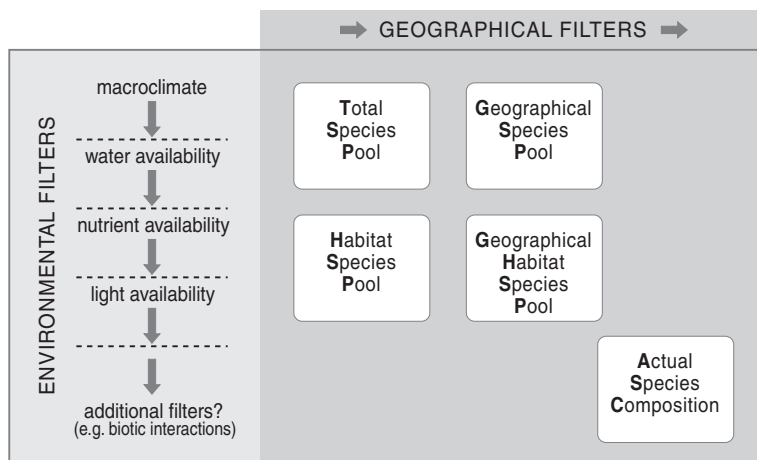 GEOGRAPHICAL FILTERS
ENVIRONMENTAL FILTERS
macroclimate
water availability
nutrient availability
light availability
additional filters?
(e.g. biotic interactions)
Total
Species
Pool
Geographical
Species
Pool
Habitat
Species
Pool
Geographical
Habitat
Species
Pool
Actual
Species
Composition